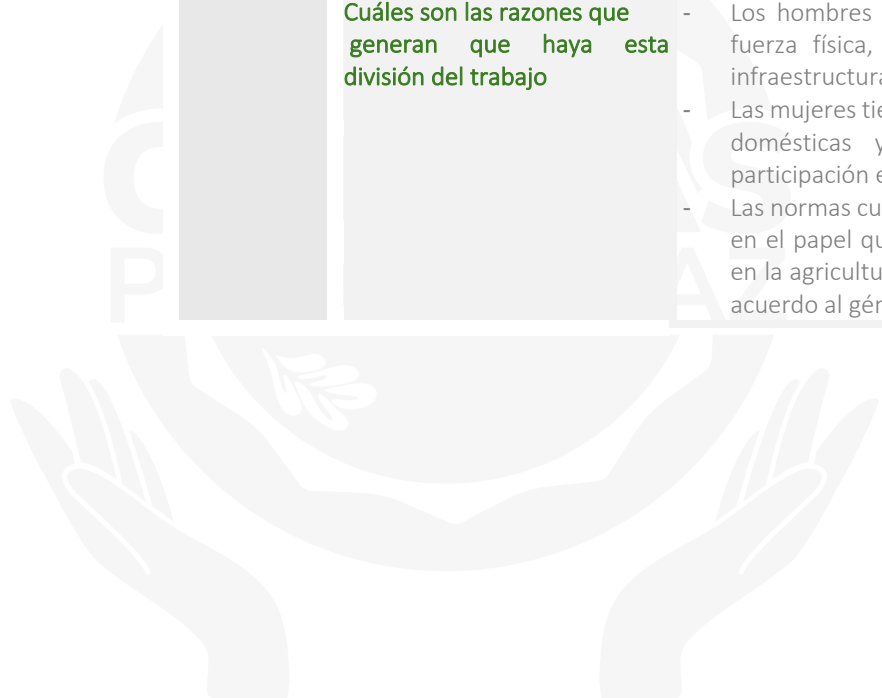 Cuáles son las razones que
generan que haya esta
división del trabajo
- Los hombres
fuerza física,
infraestructura
- Las mujeres
domésticas
participación
- Las normas
en el papel
en la
acuerdo al